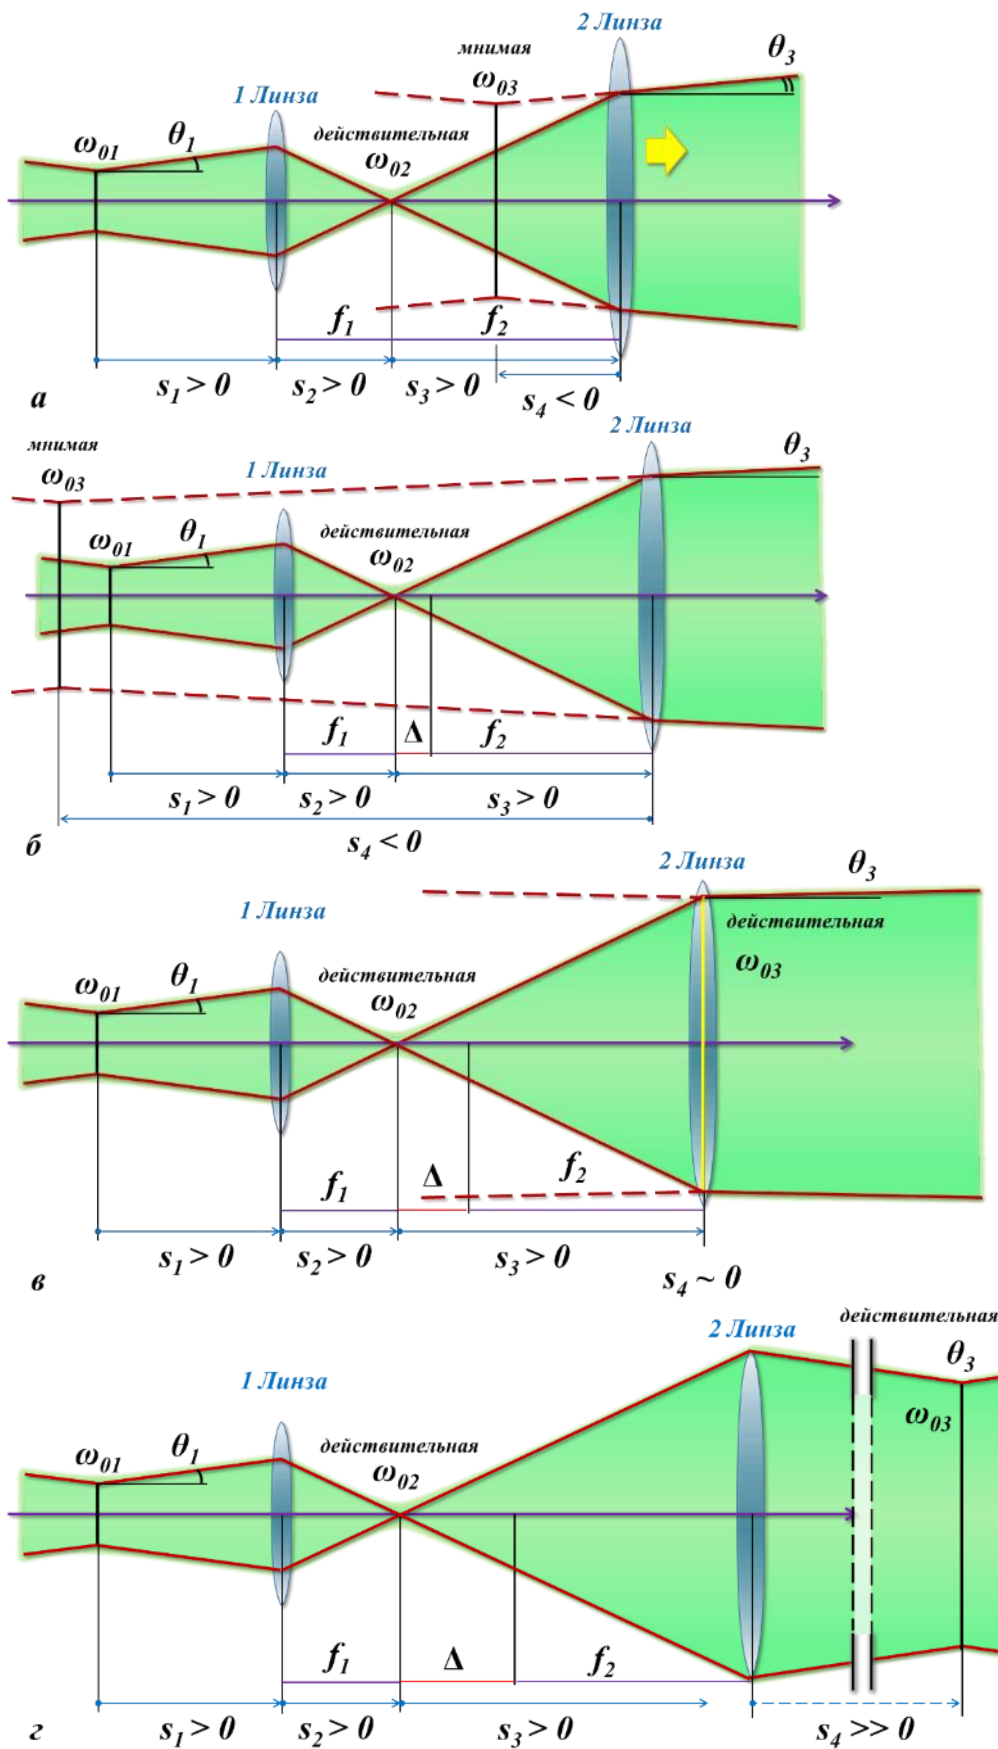 2 Линза
мнимая
θ3
ω03
1 Линза
действительная
ω01
θ1
ω02
f1
f2
s1 > 0
s2 > 0
s3 > 0
s4 < 0
а
2 Линза
мнимая
θ3
ω03
1 Линза
действительная
ω01
θ1
ω02
f1
Δ
f2
s1 > 0
s2 > 0
s3 > 0
s4 < 0
б
2 Линза
θ3
1 Линза
действительная
ω03
действительная
ω01
θ1
ω02
f1
Δ
f2
s1 > 0
s2 > 0
s3 > 0
s4 ~ 0
в
действительная
2 Линза
θ3
1 Линза
ω03
действительная
ω01
θ1
ω02
f1
Δ
f2
s1 > 0
s2 > 0
s3 > 0
s4 >> 0
г